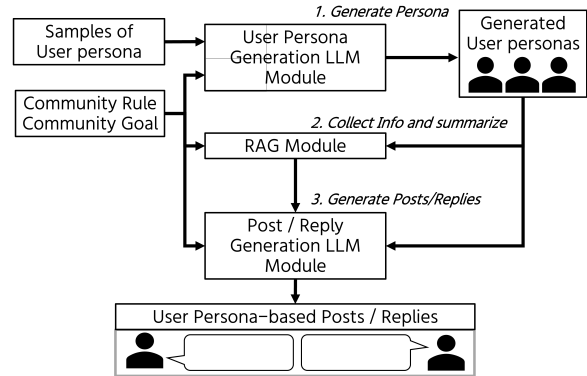 1. Generate Persona
Samples of
User persona
User Persona
Generation LLM
Module
Generated
User personas
Community Rule
Community Goal
2. Collect Info and summarize
RAG Module
3. Generate Posts/Replies
Post / Reply
Generation LLM
Module
User Persona-based Posts / Replies